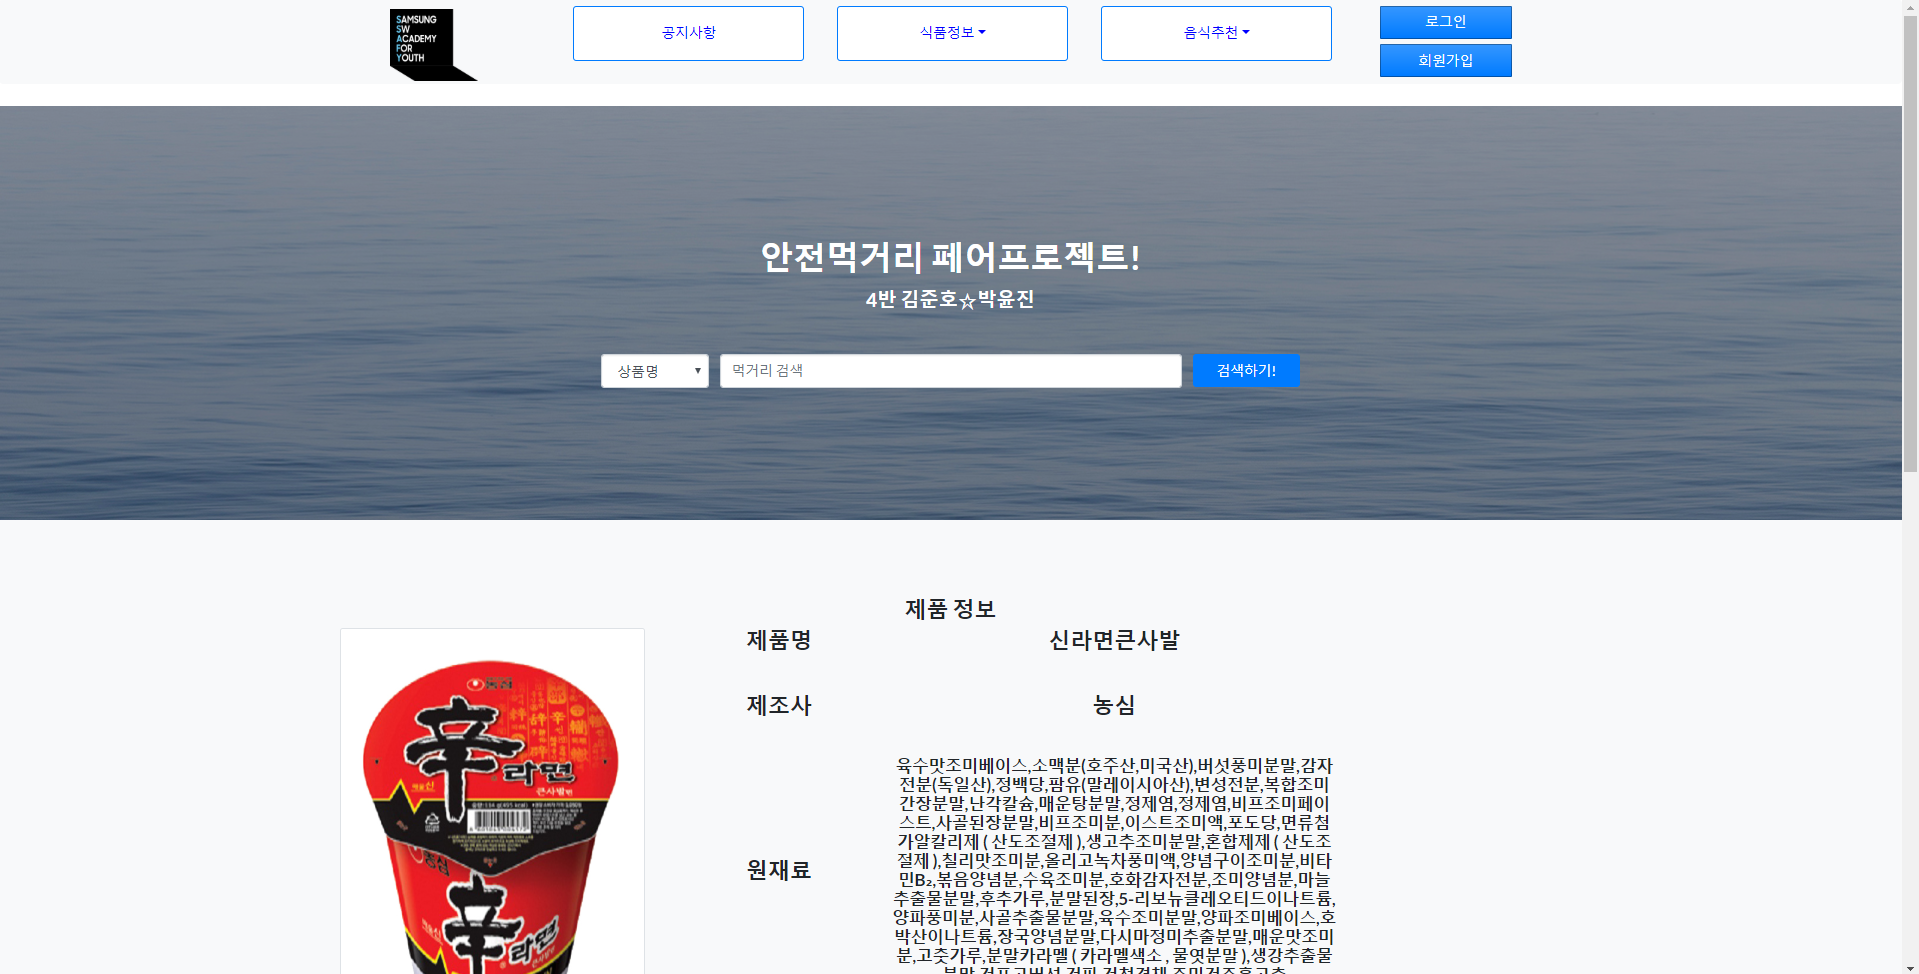 SAMSUNG
SW
ACADEMY
FOR
YOUTH
공지사항
식품정보
음식추천
로그인
회원가입
안전먹거리 페어프로젝트!
4반 김준호☆박윤진
상품명
먹거리 검색
검색하기!
제품 정보
제품명
신라면큰사발
제조사
농심
원재료
육수맛조미베이스,소맥분(호주산,미국산),버섯풍미분말,감자
전분(독일산),정백당,팜유(말레이시아산),변성전분,복합조미
간장분말,난각칼슘,매운탕분말,정제염,정제염,비프조미페이
스트,사골된장분말,비프조미분,이스트조미액,포도당,면류첨
가알칼리제 ( 산도조절제 ),생고추조미분말,혼합제제 ( 산도조
절제 ),칠리맛조미분,올리고녹차풍미액,양념구이조미분,비타
민B₂,볶음양념분,수육조미분,호화감자전분,조미양념분,마늘
추출물분말,후추가루,분말된장,5-리보뉴클레오티드이나트륨,
양파풍미분,사골추출물분말,육수조미분말,양파조미베이스,호
박산이나트륨,장국양념분말,다시마정미추출분말,매운맛조미
분,고춧가루,분말카라멜 ( 카라멜색소 , 물엿분말 ),생강추출물
농심
辛
라면
큰사발면
매운 신
농심
辛
라면